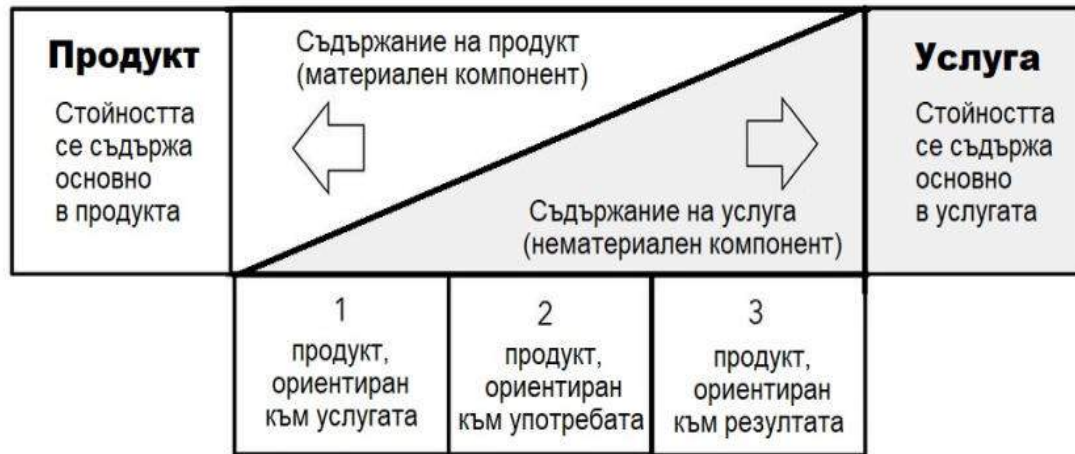 Продукт
Стойността
се съдържа
основно
в продукта
Съдържание на продукт
(материален компонент)
Съдържание на услуга
(нематериален компонент)
Услуга
Стойността
се съдържа
основно
в услугата
1
продукт,
ориентиран
към услугата
2
продукт,
ориентиран
към употребата
3
продукт,
ориентиран
към резултата